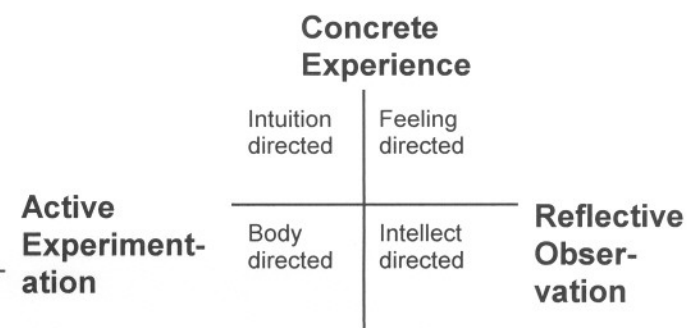 Concrete
Experience
Intuition
directed
Feeling
directed
Active
Experiment-
ation
Body
directed
Intellect
directed
Reflective
Obser-
vation